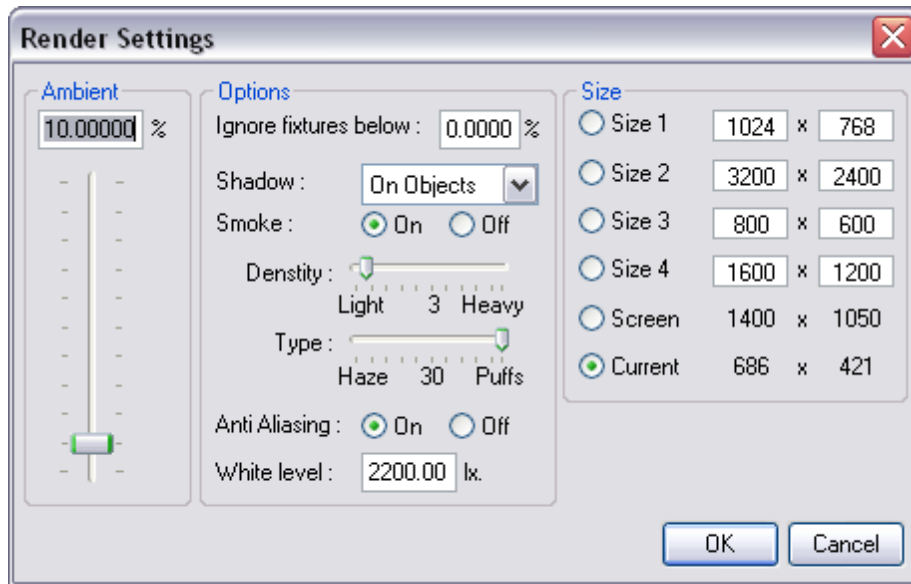 Render Settings
Ambient
10.00000 %
Options
Ignore fixtures below : 0.0000 %
Shadow : On Objects
Smoke : On Off
Denstity :
Light 3 Heavy
Type :
Haze 30 Puffs
Anti Aliasing : On Off
White level : 2200.00 lx.
Size
Size 1 1024 x 768
Size 2 3200 x 2400
Size 3 800 x 600
Size 4 1600 x 1200
Screen 1400 x 1050
Current 686 x 421
OK Cancel